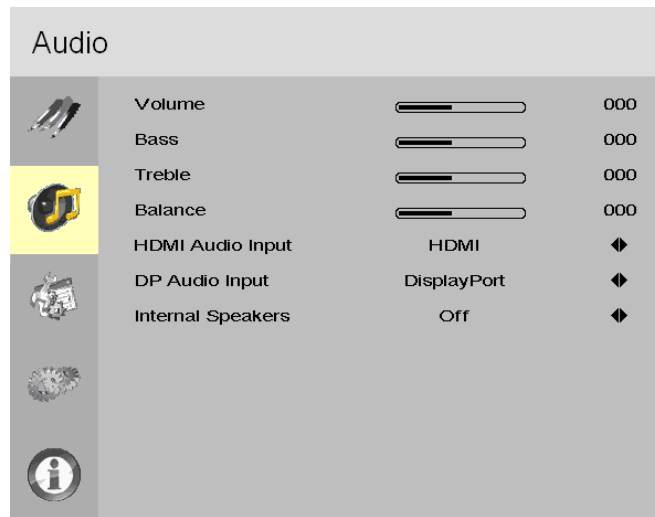 Audio
Volume 000
Bass 000
Treble 000
Balance 000
HDMI Audio Input HDMI
DP Audio Input DisplayPort
Internal Speakers Off